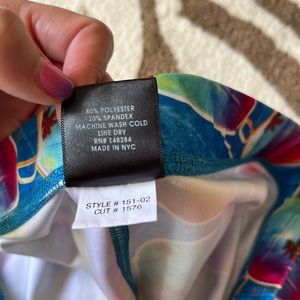 80% POLYESTER
20% SPANDEX
MACHINE WASH COLD
LINE DRY
RN# 148284
MADE IN NYC
STYLE # 151-02
CUT # 1576